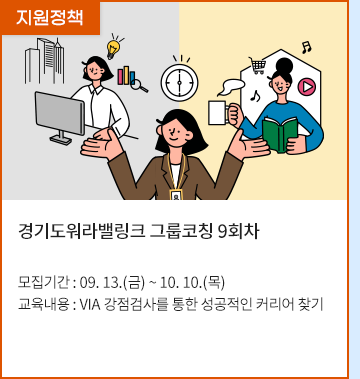 지원정책
경기도워라밸링크 그룹코칭 9회차
모집기간 : 09. 13.(금) ~ 10. 10.(목)
교육내용 : VIA 강점검사를 통한 성공적인 커리어 찾기